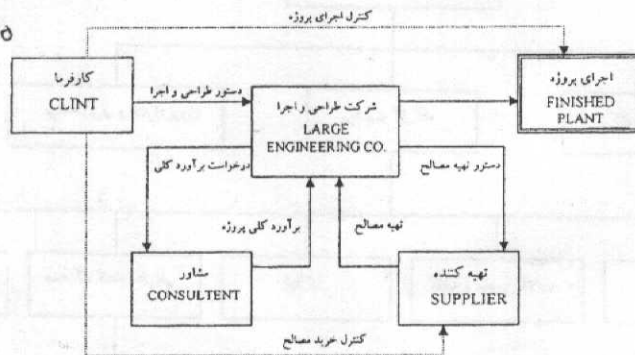 کنترل اجرای پروژه
کارفرما
CLINT
دستور طراحی و اجرا
شرکت طراحی و اجرا
LARGE
ENGINEERING CO.
اجرای پروژه
FINISHED
PLANT
درخواست برآورد کلی
دستور تهیه مصالح
برآورد کلی پروژه
تهیه مصالح
مشاور
CONSULTENT
تهیه کننده
SUPPLIER
کنترل خرید مصالح